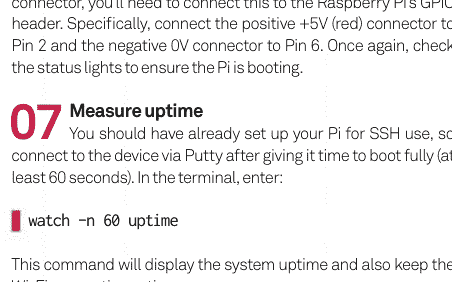 connector, you'll need to connect this to the Raspberry Pi's GPIO
header. Specifically, connect the positive +5V (red) connector to
Pin 2 and the negative 0V connector to Pin 6. Once again, check
the status lights to ensure the Pi is booting.
07 Measure uptime
You should have already set up your Pi for SSH use, so
connect to the device via Putty after giving it time to boot fully (at
least 60 seconds). In the terminal, enter:
watch -n 60 uptime
This command will display the system uptime and also keep the